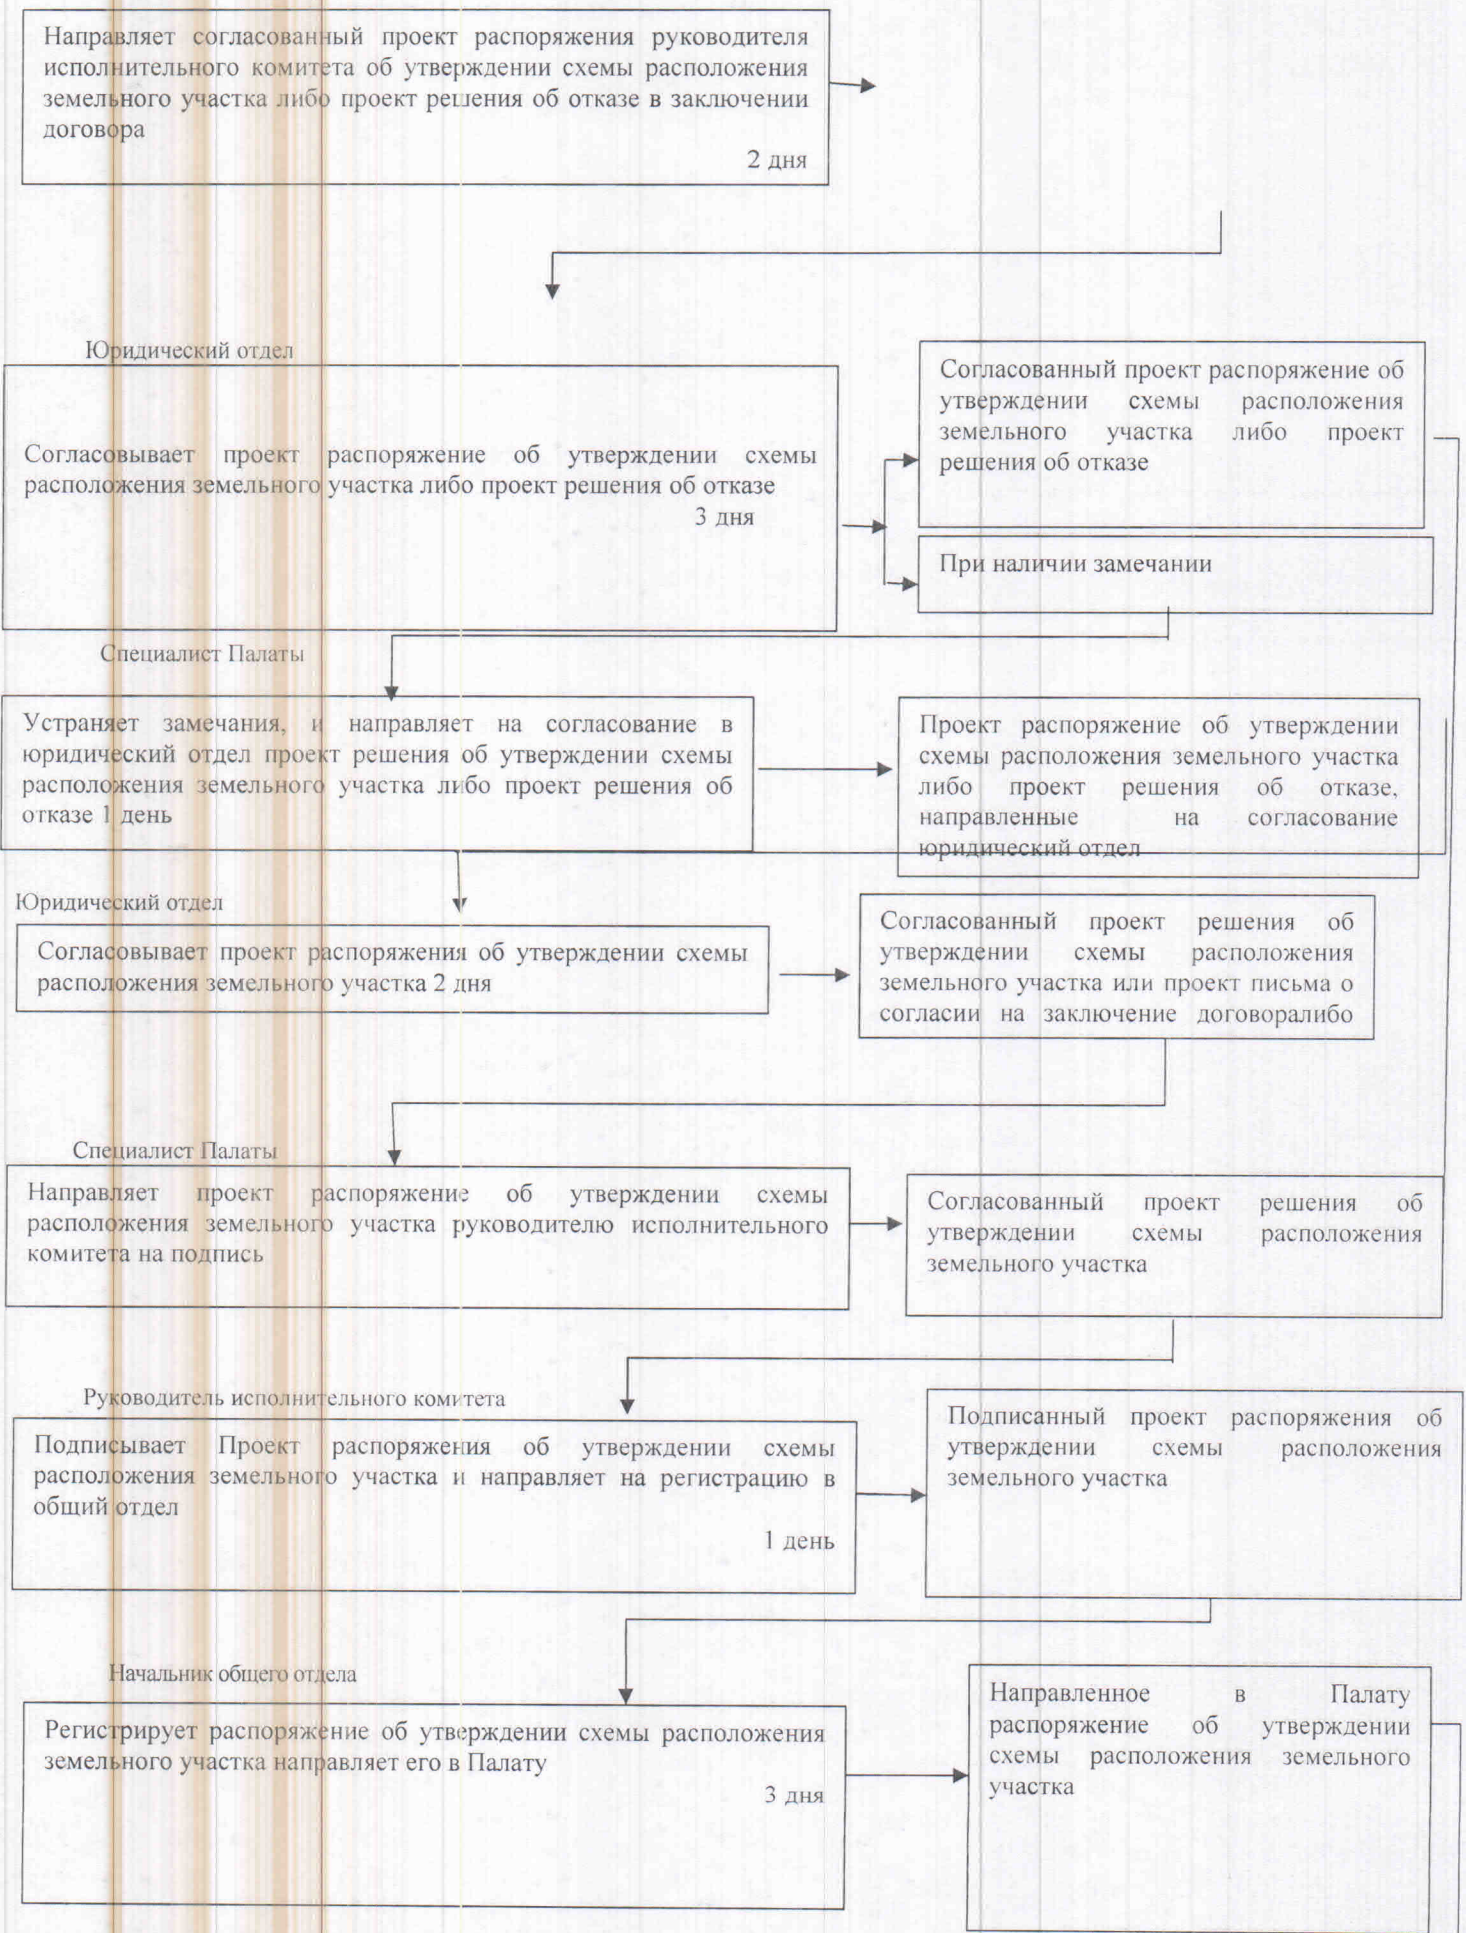 Направляет согласованный проект распоряжения руководителя
исполнительного комитета об утверждении схемы расположения
земельного участка либо проект решения об отказе в заключении
договора
2 дня
Юридический отдел
Согласовывает проект распоряжение об утверждении схемы
расположения земельного участка либо проект решения об отказе
3 дня
Согласованный проект распоряжение об
утверждении схемы расположения
земельного участка либо проект
решения об отказе
При наличии замечании
Специалист Палаты
Устраняет замечания, и направляет на согласование в
юридический отдел проект решения об утверждении схемы
расположения земельного участка либо проект решения об
отказе 1 день
Проект распоряжение об утверждении
схемы расположения земельного участка
либо проект решения об отказе,
направленные на согласование
юридический отдел
Юридический отдел
Согласовывает проект распоряжения об утверждении схемы
расположения земельного участка 2 дня
Согласованный проект решения об
утверждении схемы расположения
земельного участка или проект письма о
согласии на заключение договоралибо
Специалист Палаты
Направляет проект распоряжение об утверждении схемы
расположения земельного участка руководителю исполнительного
комитета на подпись
Согласованный проект решения об
утверждении схемы расположения
земельного участка
Руководитель исполнительного комитета
Подписывает Проект распоряжения об утверждении схемы
расположения земельного участка и направляет на регистрацию в
общий отдел
1 день
Подписанный проект распоряжения об
утверждении схемы расположения
земельного участка
Начальник общего отдела
Регистрирует распоряжение об утверждении схемы расположения
земельного участка направляет его в Палату
3 дня
Направленное в Палату
распоряжение об утверждении
схемы расположения земельного
участка